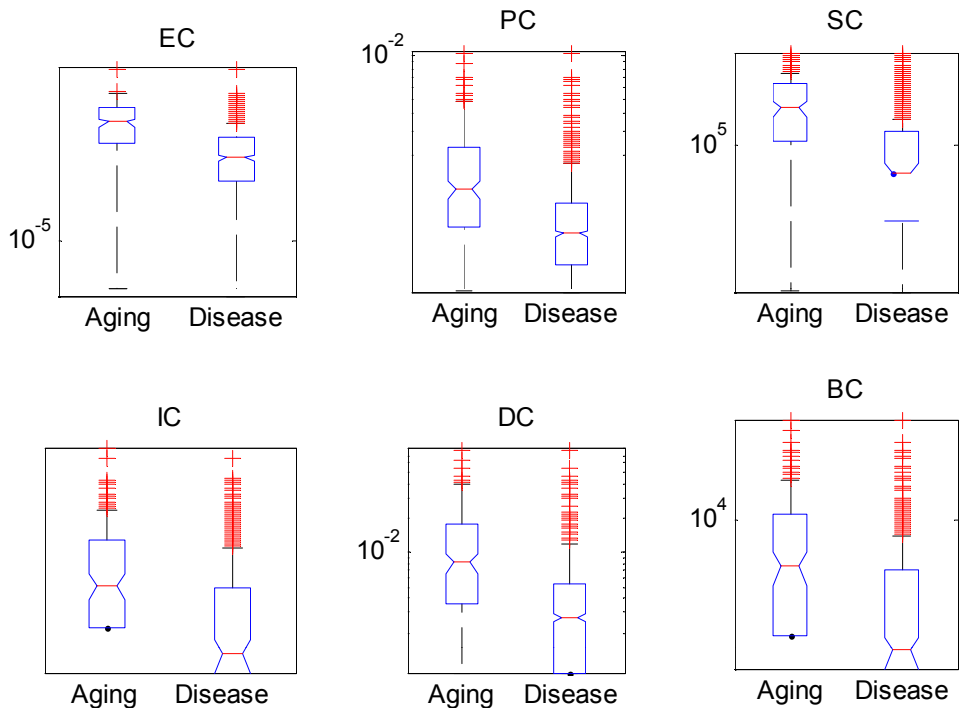 EC
10^-5
Aging Disease
PC
10^-2
Aging Disease
SC
10^5
Aging Disease
IC
Aging Disease
DC
10^-2
Aging Disease
BC
10^4
Aging Disease